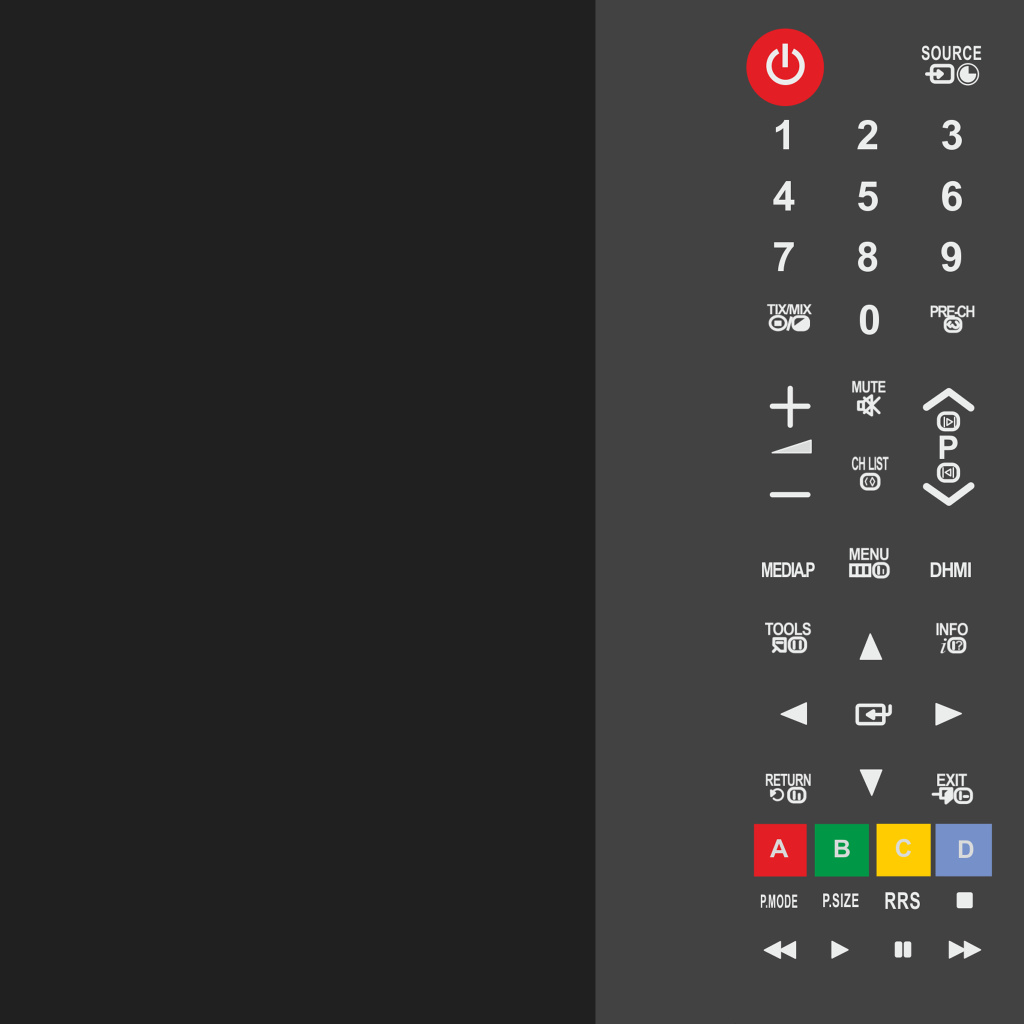 SOURCE
1 2 3
4 5 6
7 8 9
TIX/MIX 0 PRE-CH
MUTE
P
CH LIST
MEDIA.P MENU DHMI
TOOLS INFO
i ?
RETURN EXIT
A B C D
P.MODE P.SIZE RRS